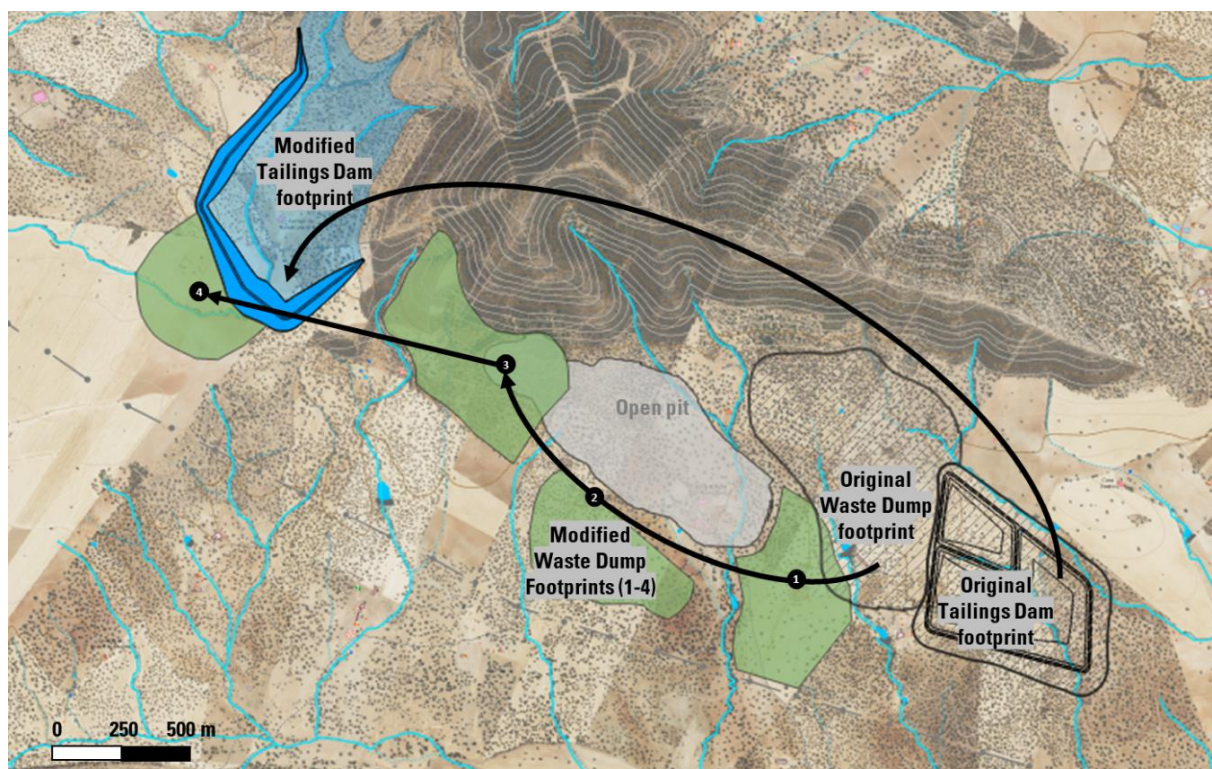 Modified
Tailings Dam
footprint
4
3
Open pit
Original
Waste Dump
footprint
2
Modified
Waste Dump
Footprints (1-4)
1
Original
Tailings Dam
footprint
0 250 500 m